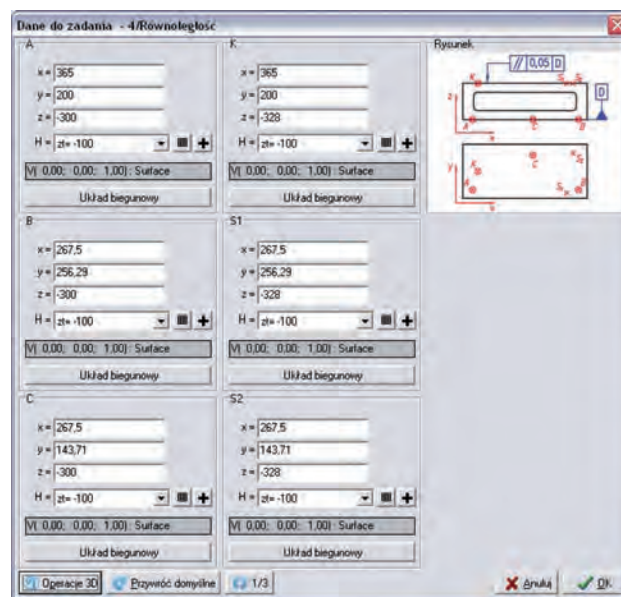 Dane do zadania - 4/Równoległość
A
x = 365
y = 200
z = -300
H = zt= -100
V( 0,00; 0,00; 1,00) : Surface
Układ biegunowy
B
x = 267,5
y = 256,29
z = -300
H = zt= -100
V( 0,00; 0,00; 1,00) : Surface
Układ biegunowy
C
x = 267,5
y = 143,71
z = -300
H = zt= -100
V( 0,00; 0,00; 1,00) : Surface
Układ biegunowy
K
x = 365
y = 200
z = -328
H = zt= -100
V( 0,00; 0,00; 1,00) : Surface
Układ biegunowy
S1
x = 267,5
y = 256,29
z = -328
H = zt= -100
V( 0,00; 0,00; 1,00) : Surface
Układ biegunowy
S2
x = 267,5
y = 143,71
z = -328
H = zt= -100
V( 0,00; 0,00; 1,00) : Surface
Układ biegunowy
Rysunek
// 0,05 D
K
D
z
A
C
B
x
y
C
K
A
B
x
Operacje 3D
Przywróć domyślne
1/3
Anuluj
OK